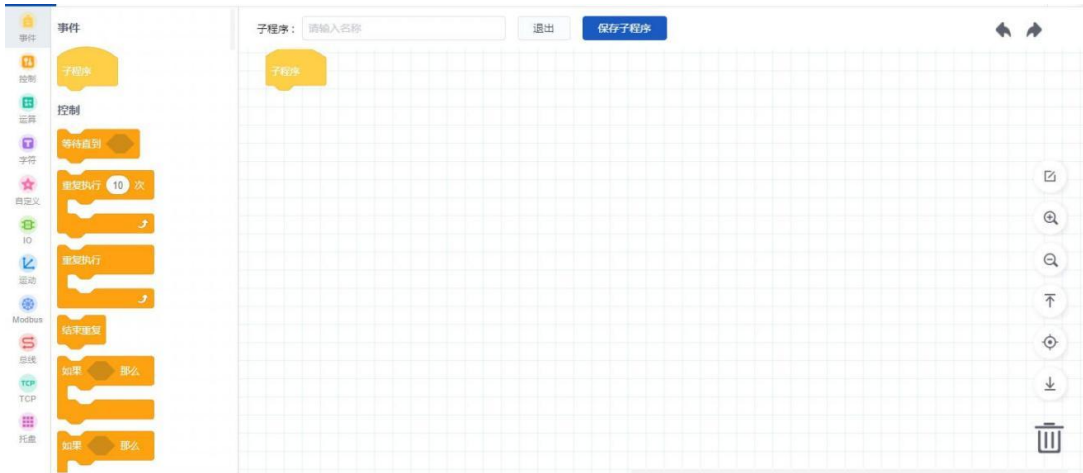 事件
控制
运算
字符
自定义
IO
运动
Modbus
总线
TCP
TCP
托盘
事件
子程序
控制
等待直到
重复执行 10 次
重复执行
结束重复
如果 那么
如果 那么
子程序： 请输入名称 退出 保存子程序
子程序